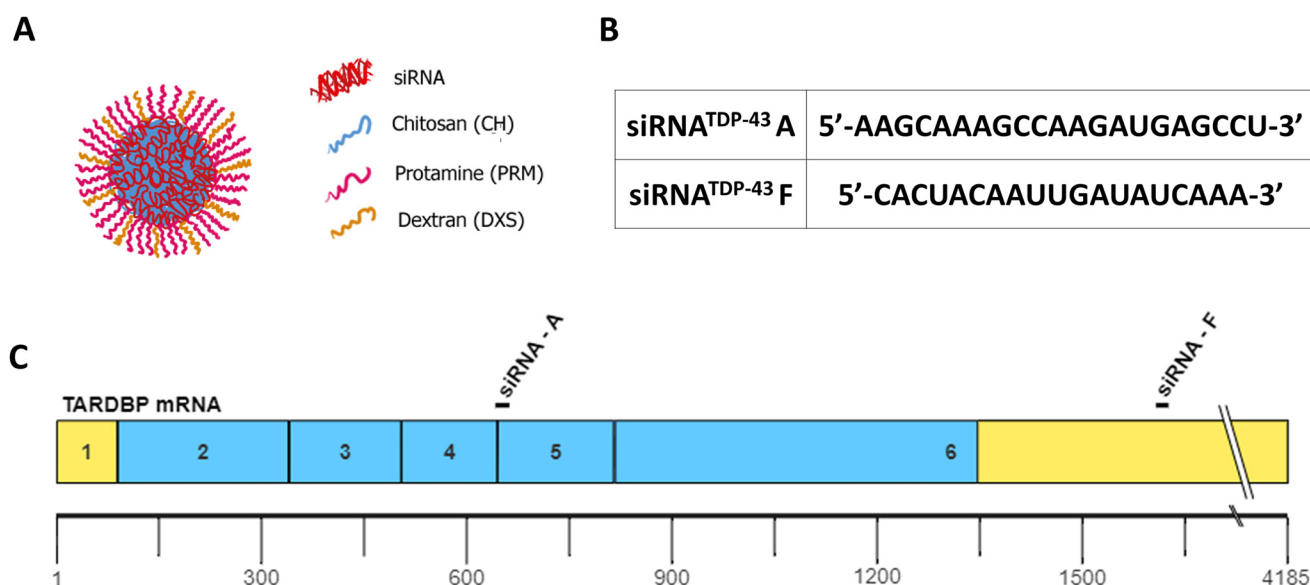 A
siRNA
Chitosan (CH)
Protamine (PRM)
Dextran (DXS)
B
siRNA^TDP-43 A 5’-AAGCAAAGCCAAGAUGAGCCU-3’
siRNA^TDP-43 F 5’-CACUACAAUUGAUAUCAAA-3’
C
siRNA - A
siRNA - F
TARDBP mRNA
1 2 3 4 5 6
1 300 600 900 1200 1500 4185